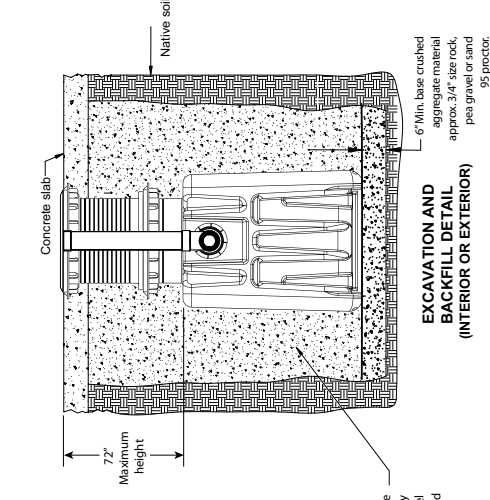 Native soi
Concrete slab
6" Min. base crushed
aggregate material
approx. 3/4" size rock,
pea gravel or sand
95 proctor.
72"
Maximum
height
EXCAVATION AND
BACKFILL DETAIL
(INTERIOR OR EXTERIOR)